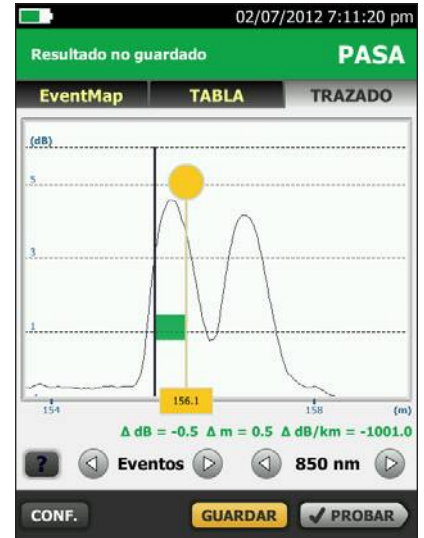 02/07/2012 7:11:20 pm
Resultado no guardado PASA
EventMap TABLA TRAZADO
(dB)
5
3
1
154 156.1 158 (m)
Δ dB = -0.5 Δ m = 0.5 Δ dB/km = -1001.0
? Eventos 850 nm
CONF. GUARDAR PROBAR